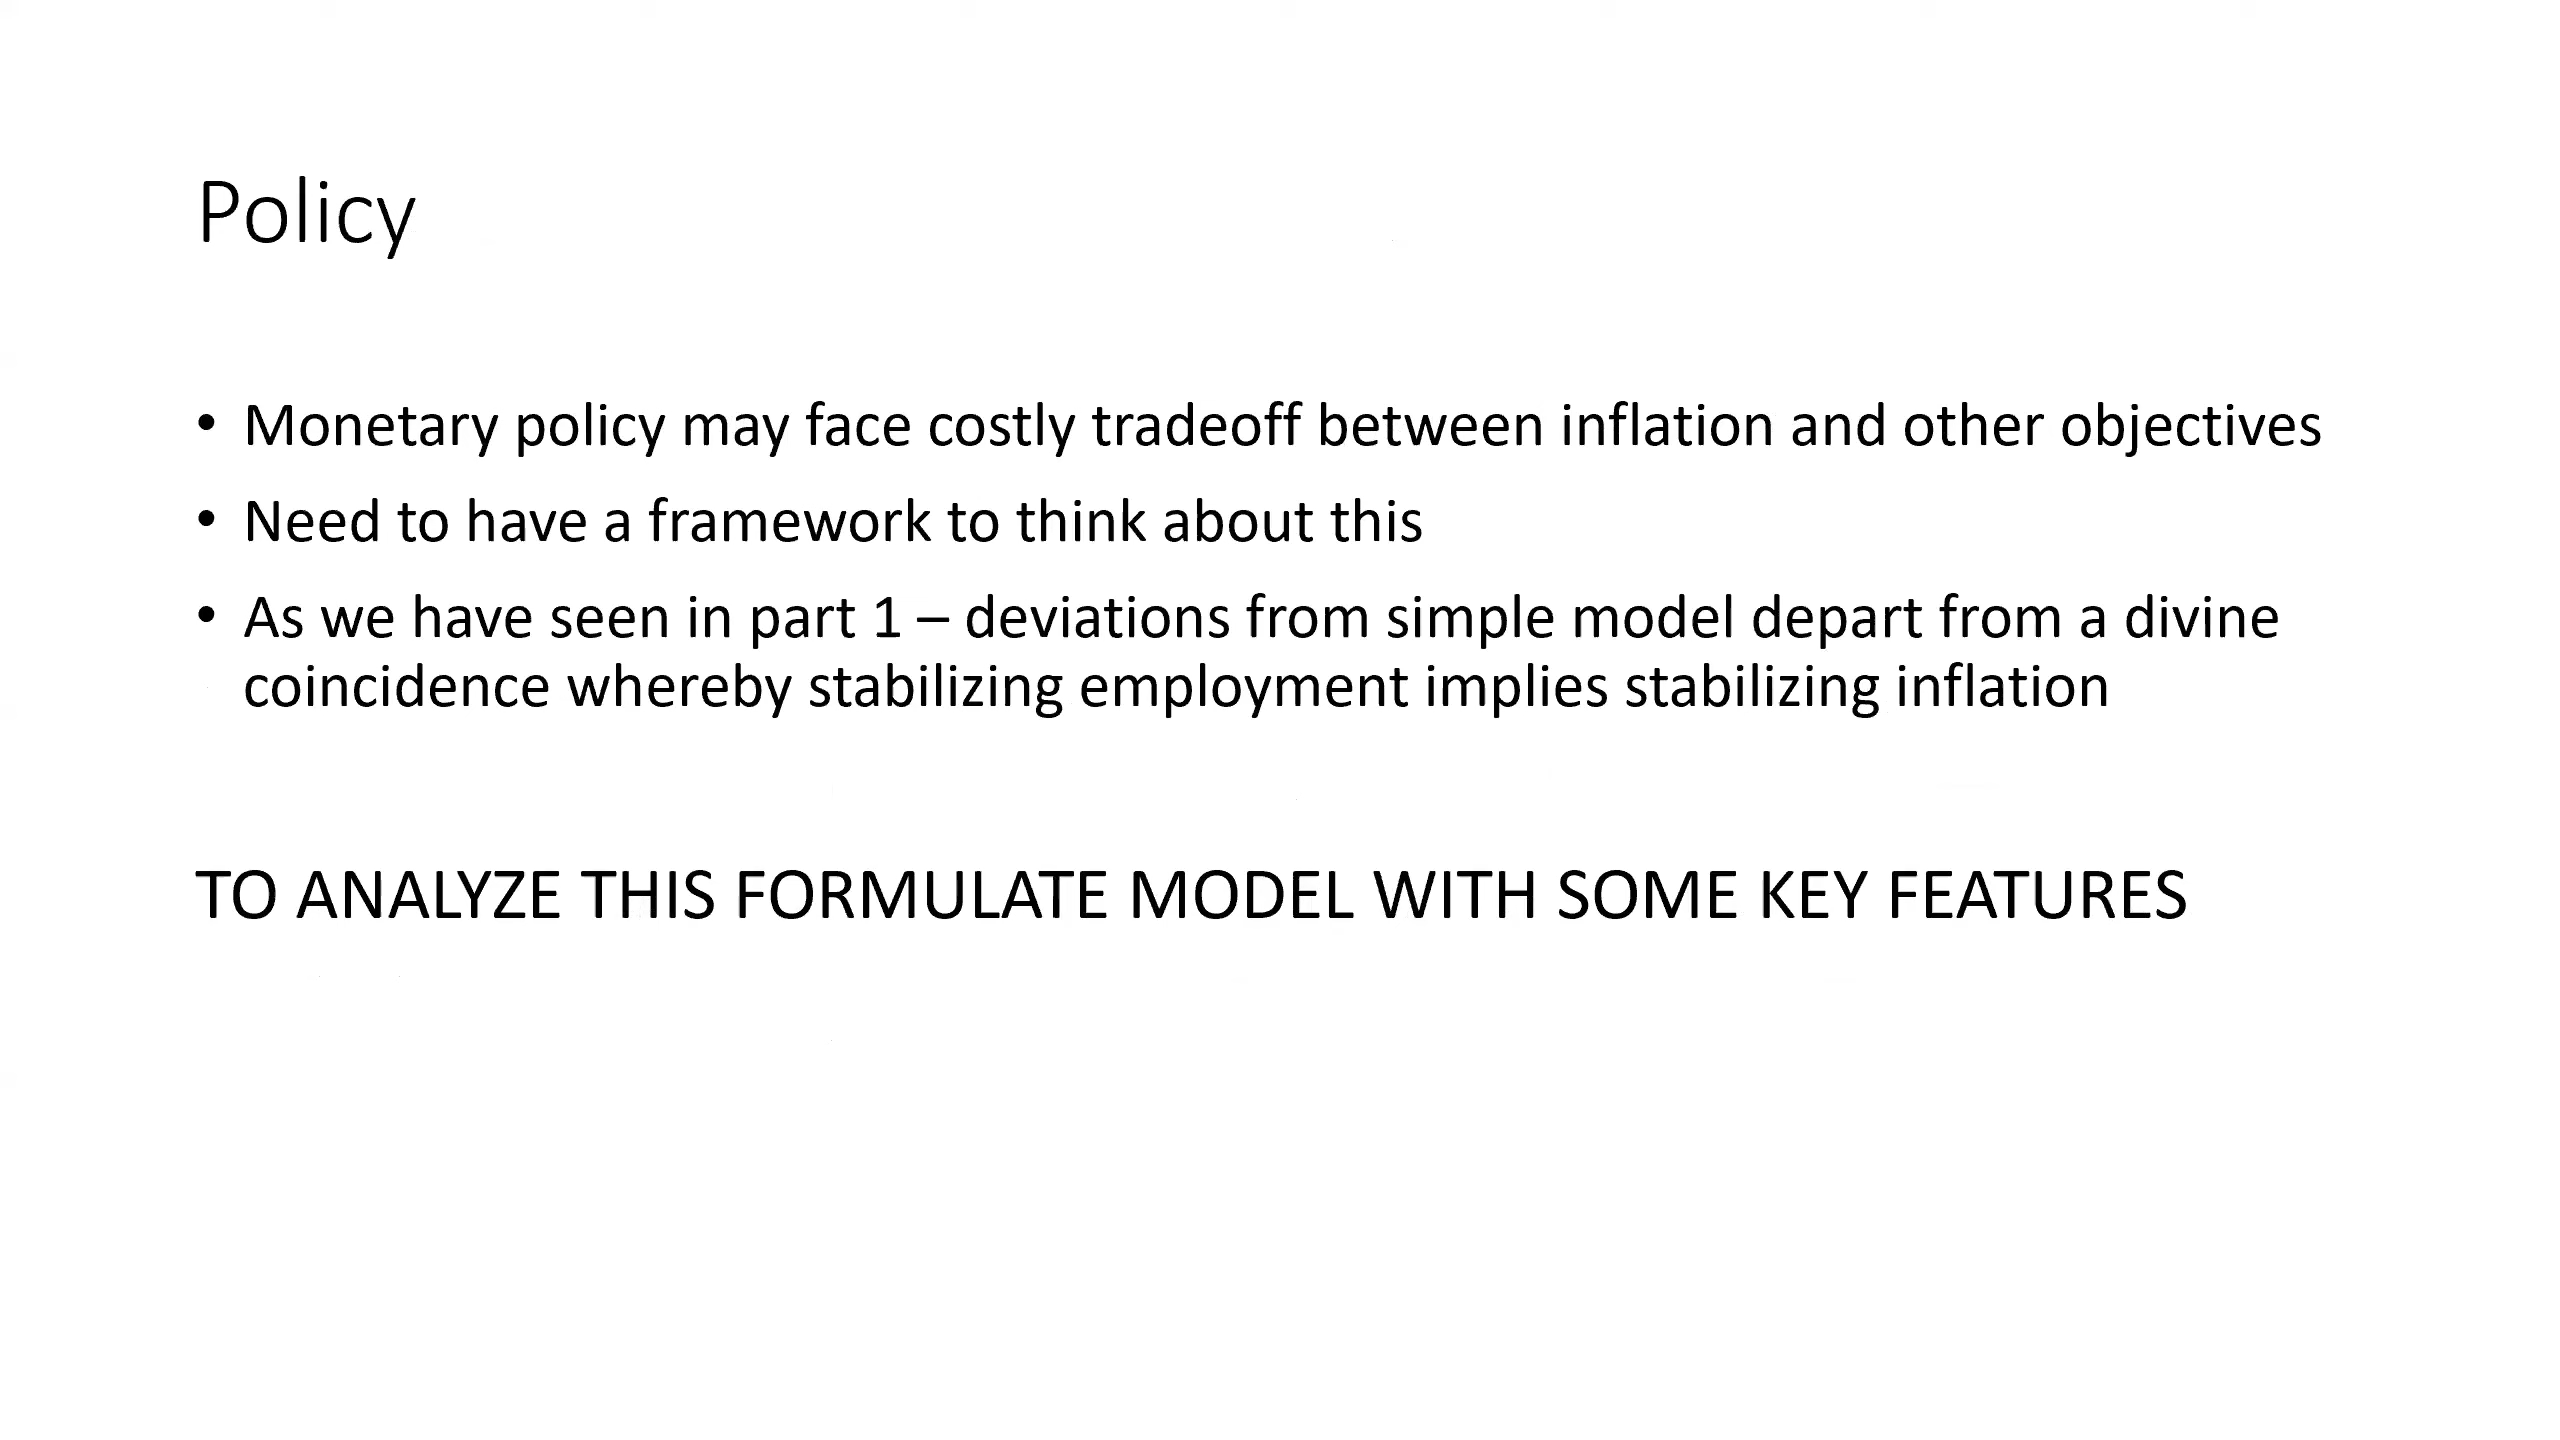 Policy
• Monetary policy may face costly tradeoff between inflation and other objectives
• Need to have a framework to think about this
• As we have seen in part 1 – deviations from simple model depart from a divine
coincidence whereby stabilizing employment implies stabilizing inflation
TO ANALYZE THIS FORMULATE MODEL WITH SOME KEY FEATURES